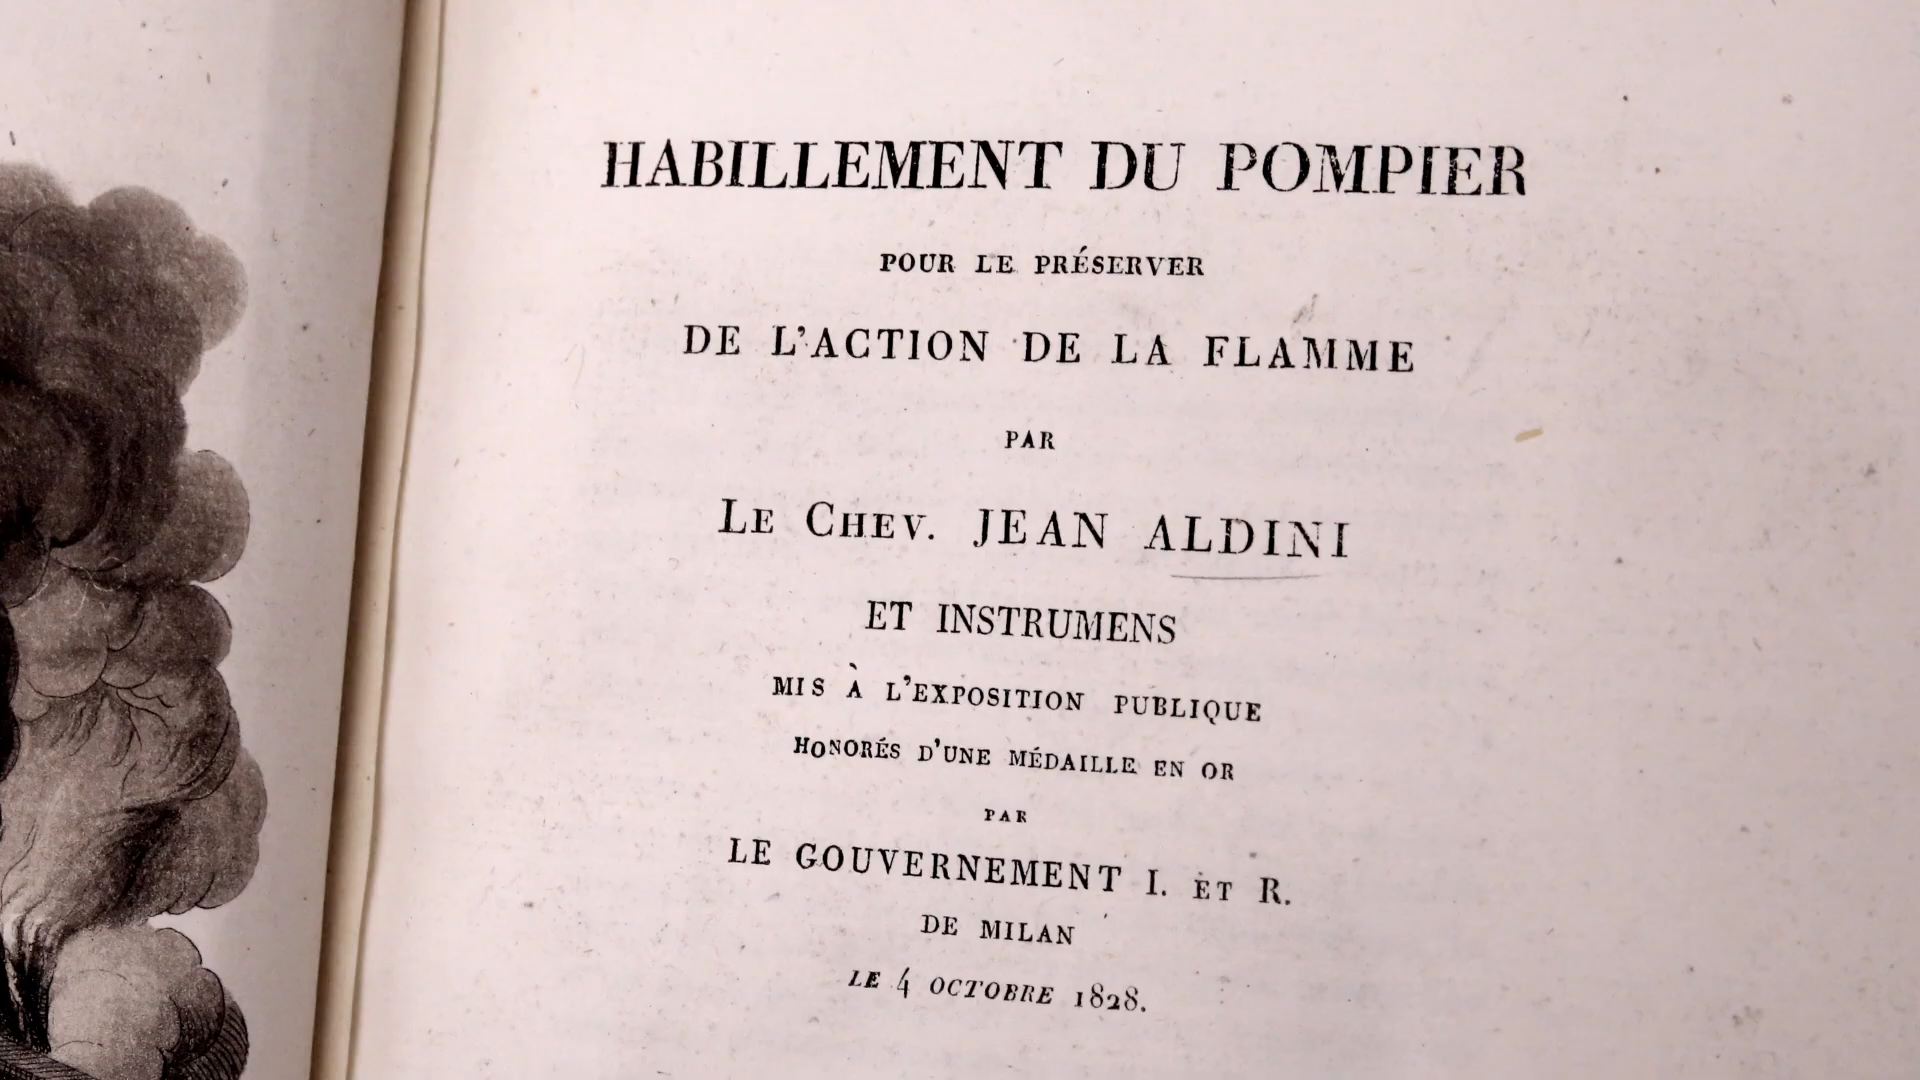 HABILLEMENT DU POMPIER
POUR LE PRÉSERVER
DE L'ACTION DE LA FLAMME
PAR
LE CHEV. JEAN ALDINI
ET INSTRUMENS
MIS À L'EXPOSITION PUBLIQUE
HONORÉS D'UNE MÉDAILLE EN OR
PAR
LE GOUVERNEMENT I. ET R.
DE MILAN
LE 4 OCTOBRE 1828.